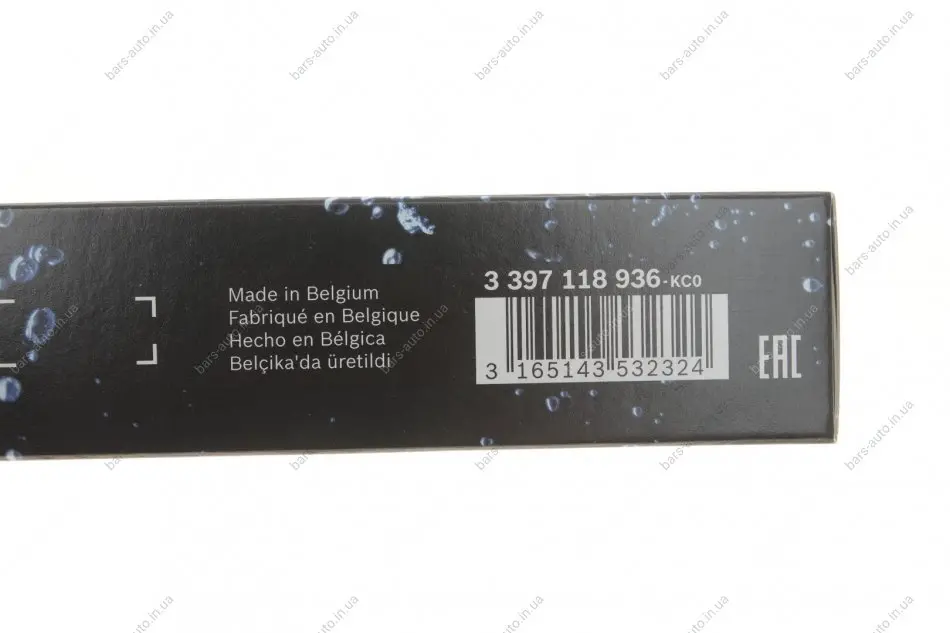 Made in Belgium
Fabriqué en Belgique
Hecho en Bélgica
Belçika'da üretildi
3 397 118 936-KC0
3 165143 532324
EAC
bars-auto.in.ua